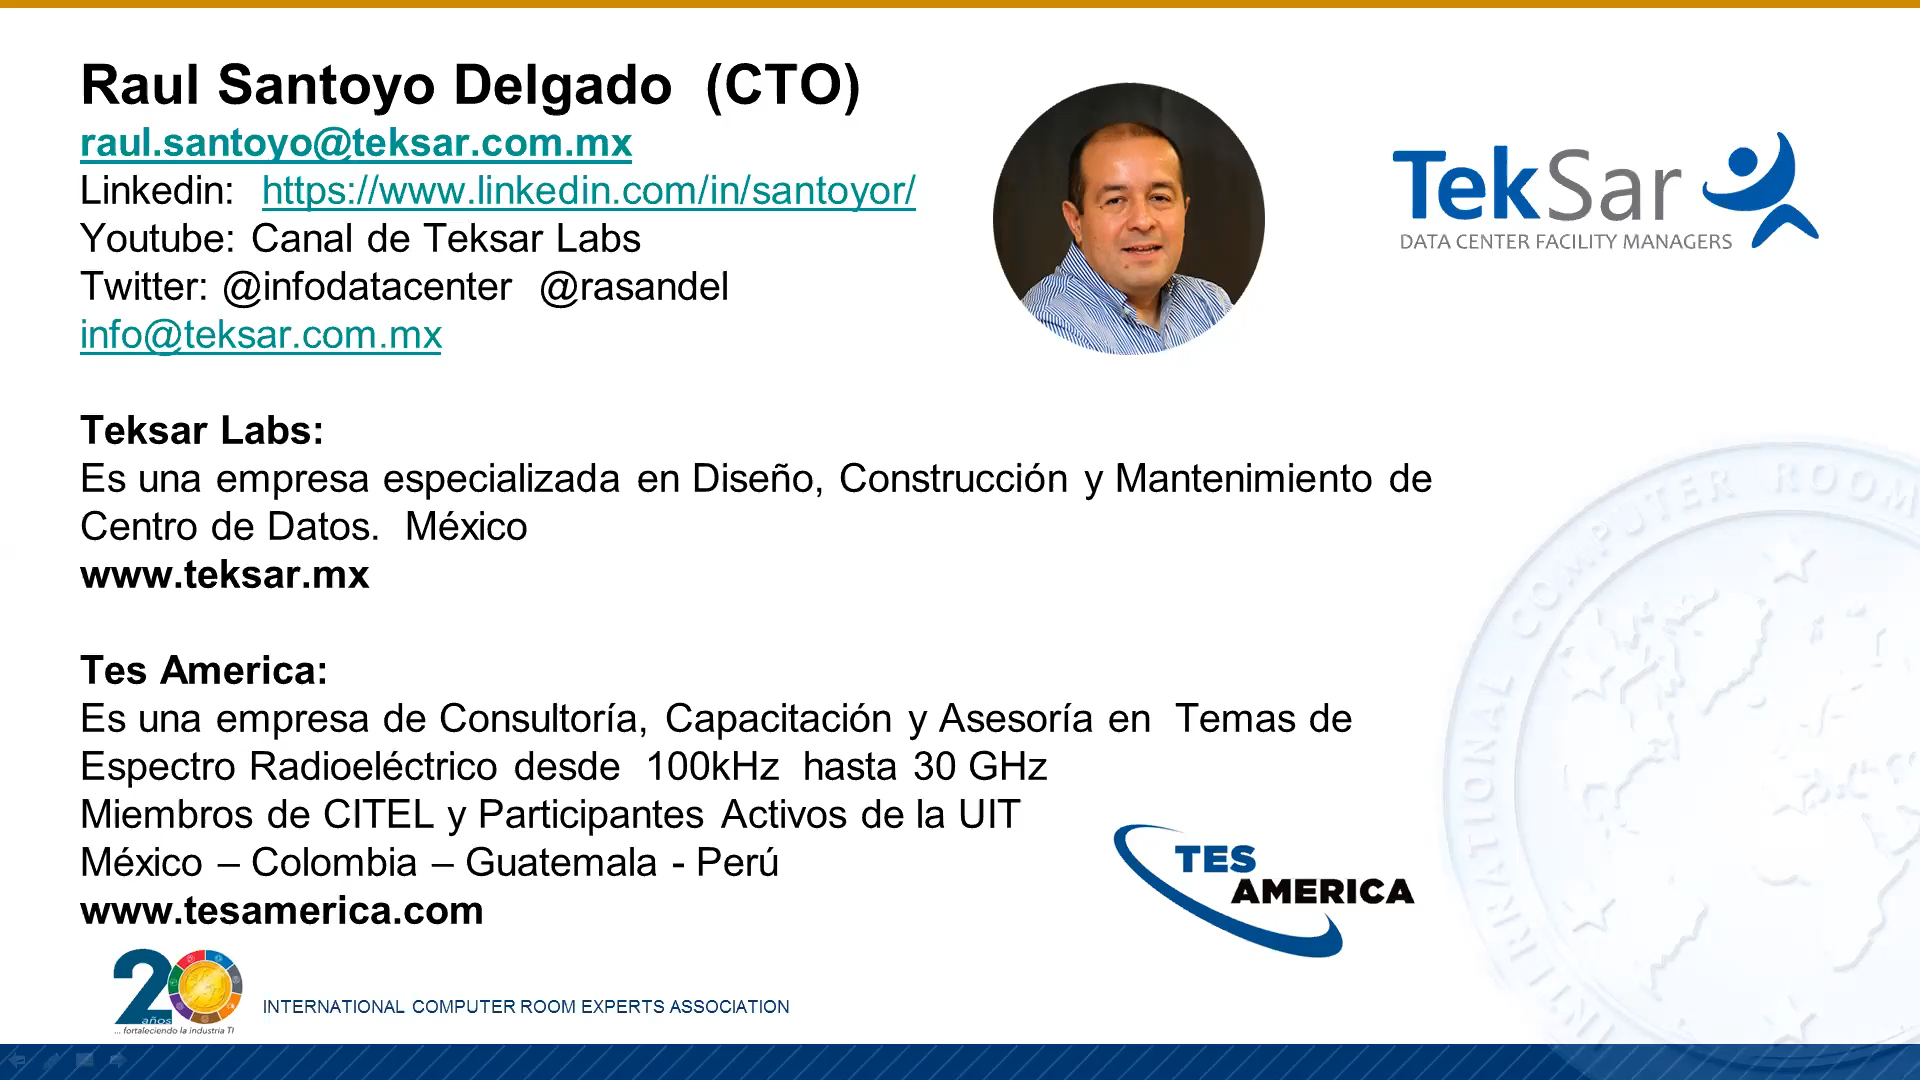 Raul Santoyo Delgado (CTO)
raul.santoyo@teksar.com.mx
Linkedin: https://www.linkedin.com/in/santoyor/
Youtube: Canal de Teksar Labs
Twitter: @infodatacenter @rasandel
info@teksar.com.mx
TekSar
DATA CENTER FACILITY MANAGERS
Teksar Labs:
Es una empresa especializada en Diseño, Construcción y Mantenimiento de
Centro de Datos. México
www.teksar.mx
Tes America:
Es una empresa de Consultoría, Capacitación y Asesoría en Temas de
Espectro Radioeléctrico desde 100kHz hasta 30 GHz
Miembros de CITEL y Participantes Activos de la UIT
México – Colombia – Guatemala - Perú
www.tesamerica.com
TES
AMERICA
20
años
... fortaleciendo la industria TI
INTERNATIONAL COMPUTER ROOM EXPERTS ASSOCIATION
INTERNATIONAL COMPUTER ROOM